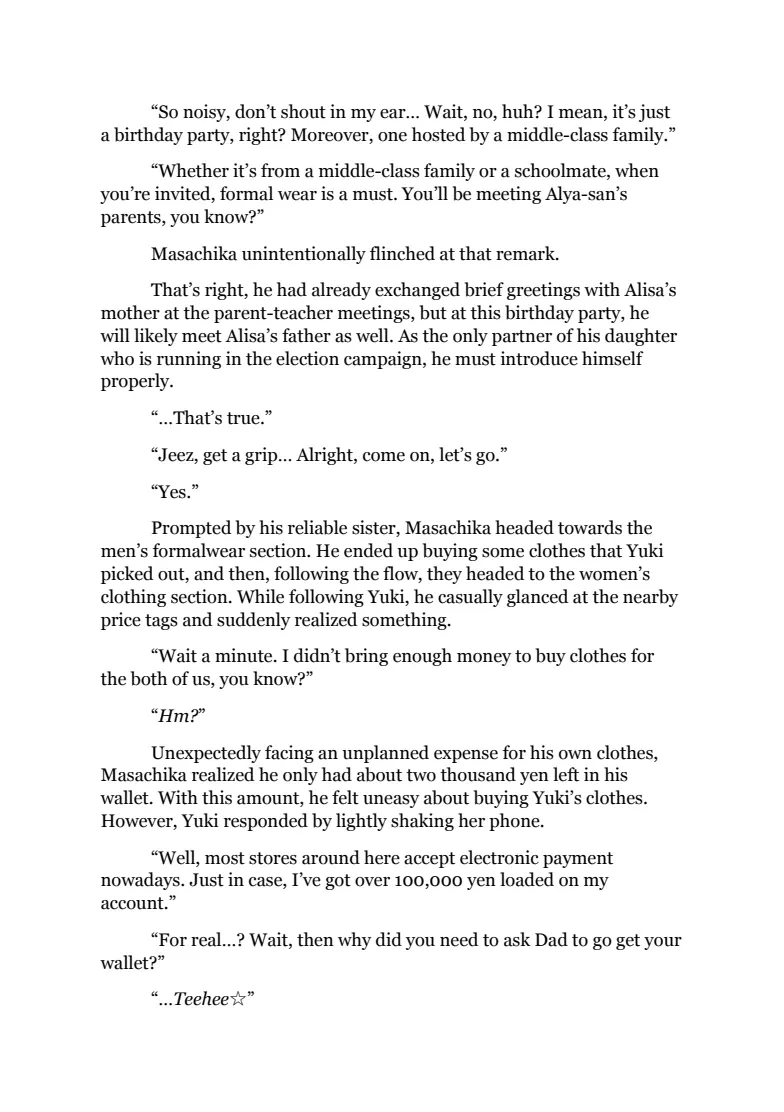 “So noisy, don’t shout in my ear… Wait, no, huh? I mean, it’s just
a birthday party, right? Moreover, one hosted by a middle-class family.”
“Whether it’s from a middle-class family or a schoolmate, when
you’re invited, formal wear is a must. You’ll be meeting Alya-san’s
parents, you know?”
Masachika unintentionally flinched at that remark.
That’s right, he had already exchanged brief greetings with Alisa’s
mother at the parent-teacher meetings, but at this birthday party, he
will likely meet Alisa’s father as well. As the only partner of his daughter
who is running in the election campaign, he must introduce himself
properly.
“…That’s true.”
“Jeez, get a grip… Alright, come on, let’s go.”
“Yes.”
Prompted by his reliable sister, Masachika headed towards the
men’s formalwear section. He ended up buying some clothes that Yuki
picked out, and then, following the flow, they headed to the women’s
clothing section. While following Yuki, he casually glanced at the nearby
price tags and suddenly realized something.
“Wait a minute. I didn’t bring enough money to buy clothes for
the both of us, you know?”
“Hm?”
Unexpectedly facing an unplanned expense for his own clothes,
Masachika realized he only had about two thousand yen left in his
wallet. With this amount, he felt uneasy about buying Yuki’s clothes.
However, Yuki responded by lightly shaking her phone.
“Well, most stores around here accept electronic payment
nowadays. Just in case, I’ve got over 100,000 yen loaded on my
account.”
“For real…? Wait, then why did you need to ask Dad to go get your
wallet?”
“…Teehee☆”